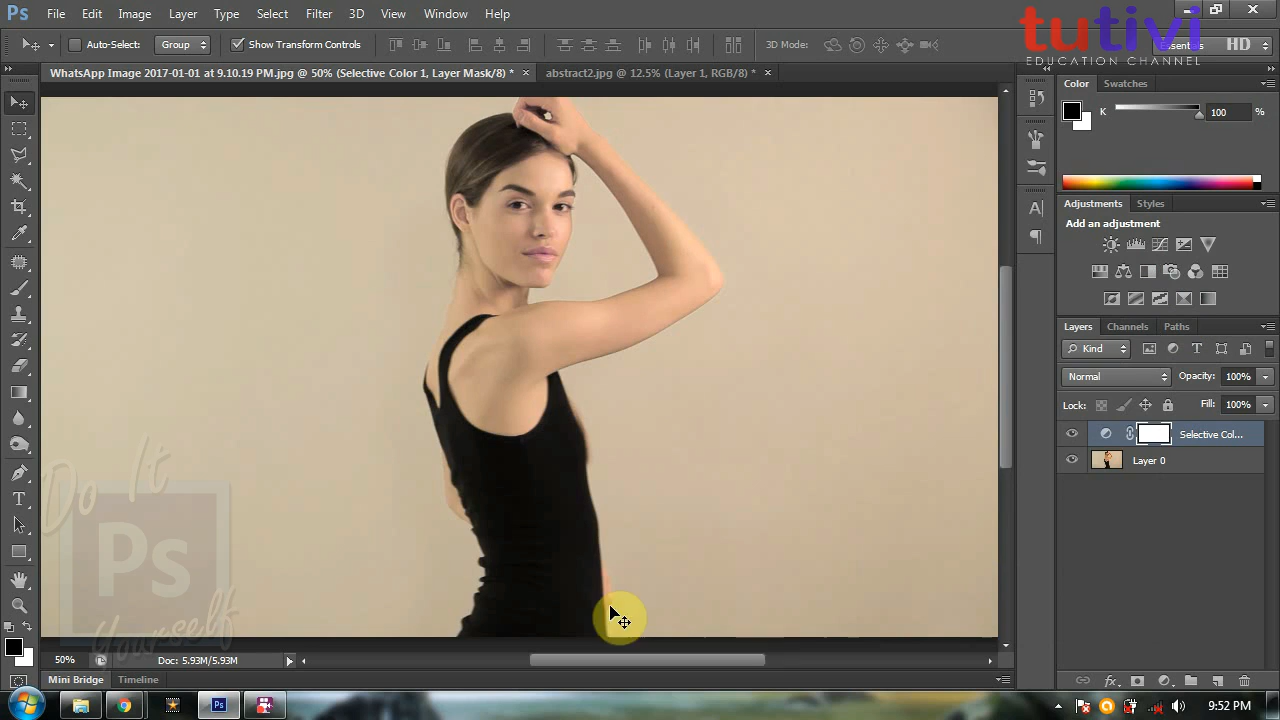 Ps File Edit Image Layer Type Select Filter 3D View Window Help
Auto-Select: Group Show Transform Controls 3D Mode:
tutivi HD
EDUCATION CHANNEL
WhatsApp Image 2017-01-01 at 9.10.19 PM.jpg @ 50% (Selective Color 1, Layer Mask/8) * abstract2.jpg @ 12.5% (Layer 1, RGB/8) *
Color Swatches
K 100 %
Adjustments Styles
Add an adjustment
Layers Channels Paths
Kind
Normal Opacity: 100%
Lock: Fill: 100%
Selective Col...
Layer 0
Do It
Ps
Yourself
50% Doc: 5.93M/5.93M
Mini Bridge Timeline
9:52 PM